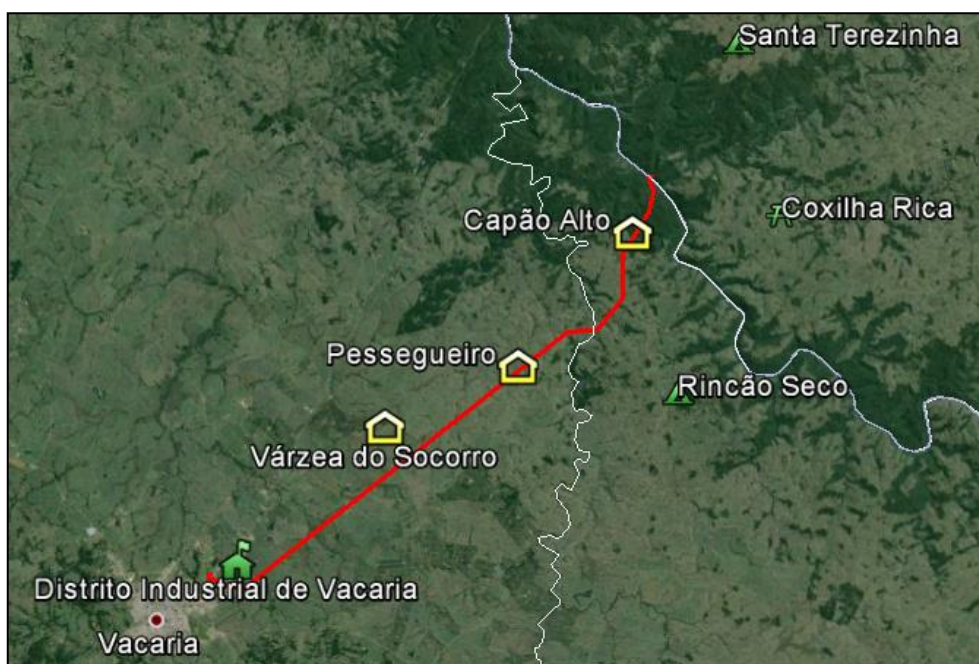 Santa Terezinha
Coxilha Rica
Capão Alto
Pessegueiro
Rincão Seco
Várzea do Socorro
Distrito Industrial de Vacaria
Vacaria